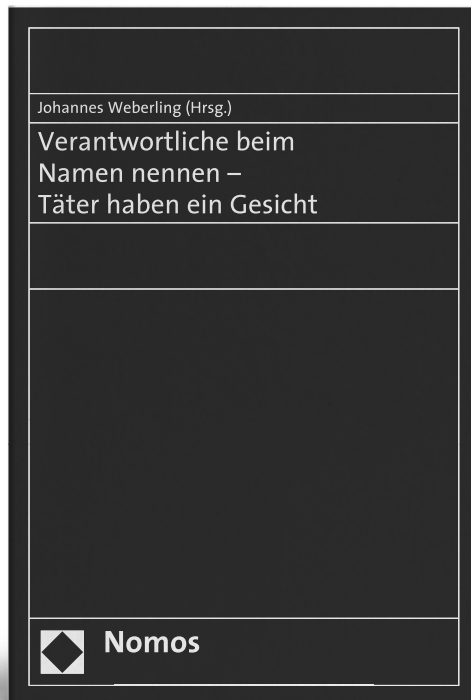 Johannes Weberling (Hrsg.)
Verantwortliche beim
Namen nennen –
Täter haben ein Gesicht
Nomos